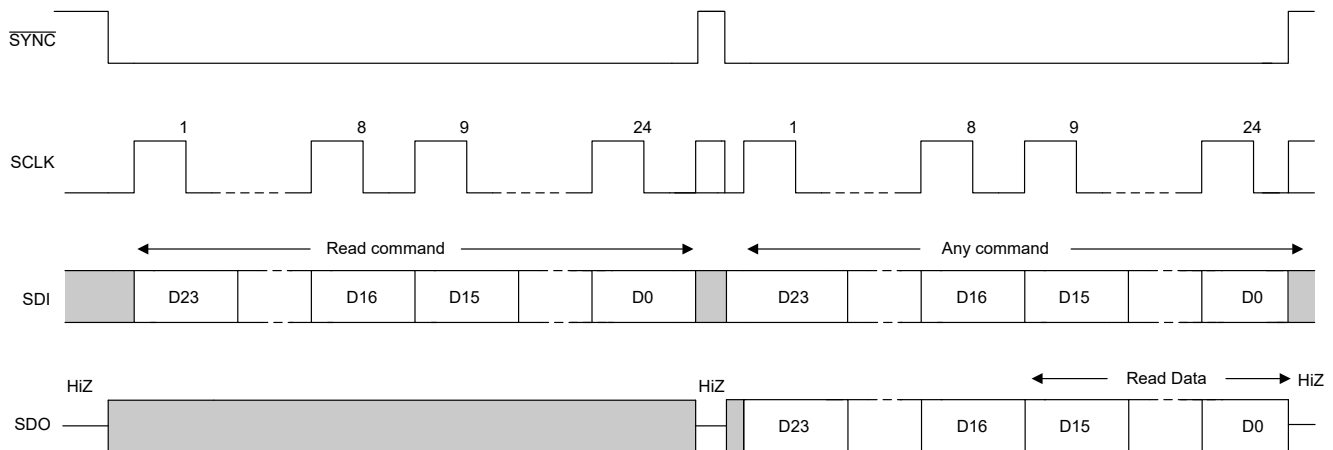 SYNC
1 8 9 24 1 8 9 24
SCLK
Read command Any command
SDI D23 D16 D15 D0 D23 D16 D15 D0
HiZ HiZ Read Data HiZ
SDO D23 D16 D15 D0